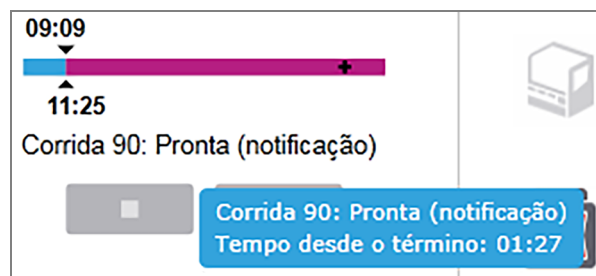 09:09
11:25
Corrida 90: Pronta (notificação)
Corrida 90: Pronta (notificação)
Tempo desde o término: 01:27